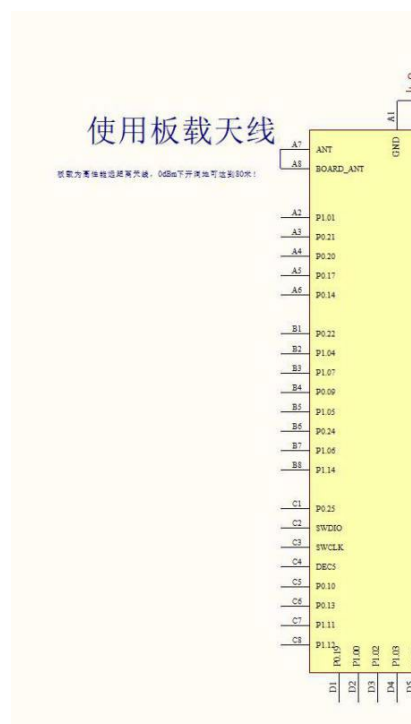 使用板载天线
板载为高性能远距离天线，0dBm下开阔地可达到80米！
A1
GND
A7 ANT
A8 BOARD_ANT
A2 P1.01
A3 P0.21
A4 P0.20
A5 P0.17
A6 P0.14
B1 P0.22
B2 P1.04
B3 P1.07
B4 P0.09
B5 P1.05
B6 P0.24
B7 P1.06
B8 P1.14
C1 P0.25
C2 SWDIO
C3 SWCLK
C4 DEC5
C5 P0.10
C6 P0.13
C7 P1.11
C8 P1.12
P0.19 P1.00 P1.02 P1.03
D1 D2 D3 D4 D5